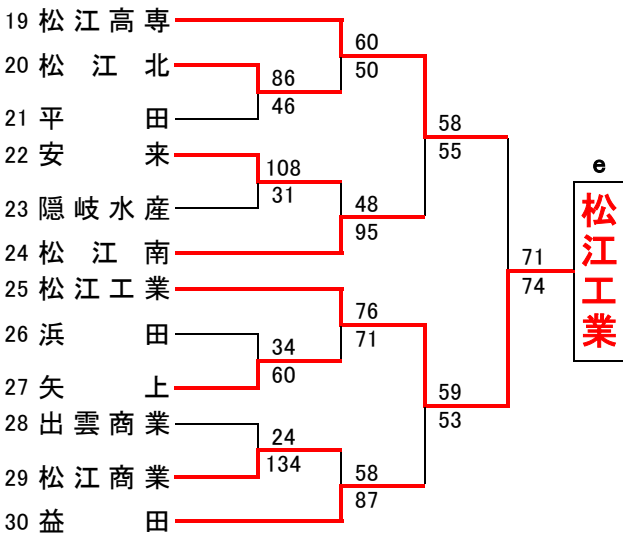 19 松江高専
20 松江北
21 平田
22 安来
23 隠岐水産
24 松江南
25 松江工業
26 浜田
27 矢上
28 出雲商業
29 松江商業
30 益田
86
46
108
31
34
60
24
134
60
50
48
95
76
71
58
87
58
55
59
53
71
74
e
松江工業